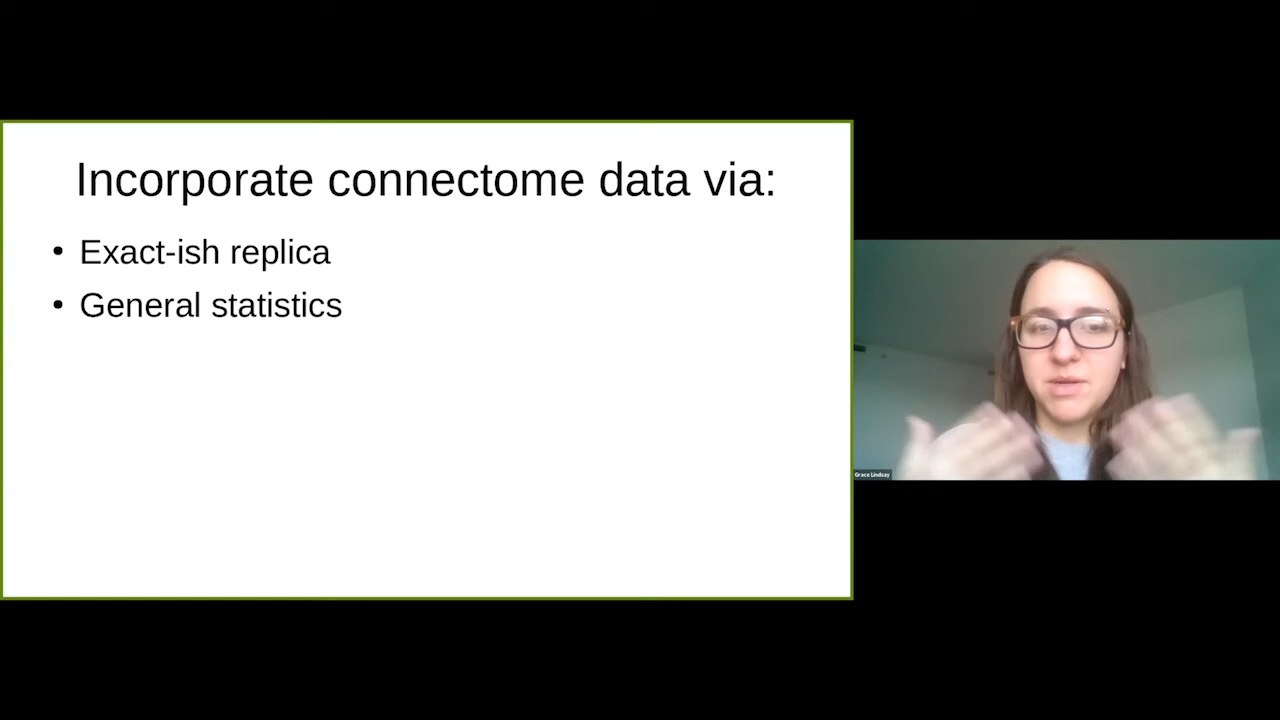 Incorporate connectome data via:
• Exact-ish replica
• General statistics
Grace Lindsay